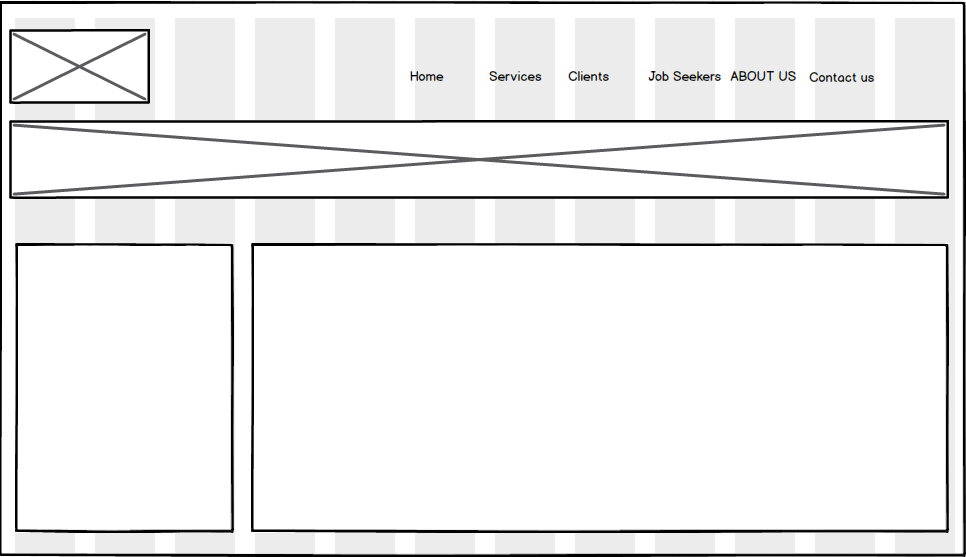 Home Services Clients Job Seekers ABOUT US Contact us